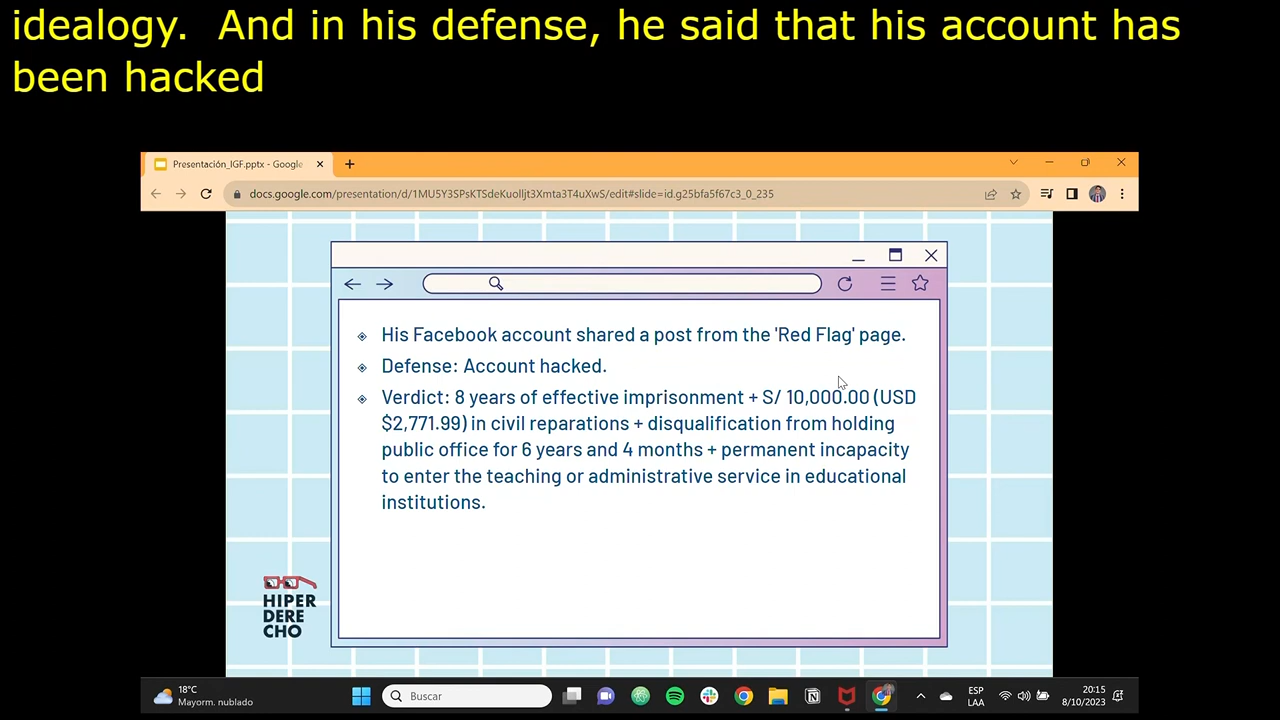 idealogy.  And in his defense, he said that his account has
been hacked
Presentación_IGF.pptx - Google
docs.google.com/presentation/d/1MU5Y3SPsKTSdeKuolljt3Xmta3T4uXwS/edit#slide=id.g25bfa5f67c3_0_235
His Facebook account shared a post from the 'Red Flag' page.
Defense: Account hacked.
Verdict: 8 years of effective imprisonment + S/ 10,000.00 (USD
$2,771.99) in civil reparations + disqualification from holding
public office for 6 years and 4 months + permanent incapacity
to enter the teaching or administrative service in educational
institutions.
HIPER
DERE
CHO
18°C
Mayorm. nublado
Buscar
ESP
LAA
20:15
8/10/2023